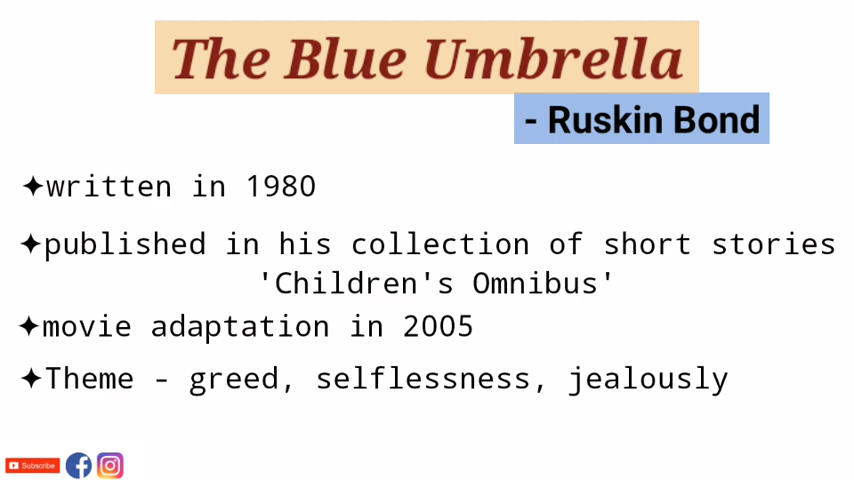 The Blue Umbrella
- Ruskin Bond
✦written in 1980
✦published in his collection of short stories
'Children's Omnibus'
✦movie adaptation in 2005
✦Theme - greed, selflessness, jealously
Subscribe